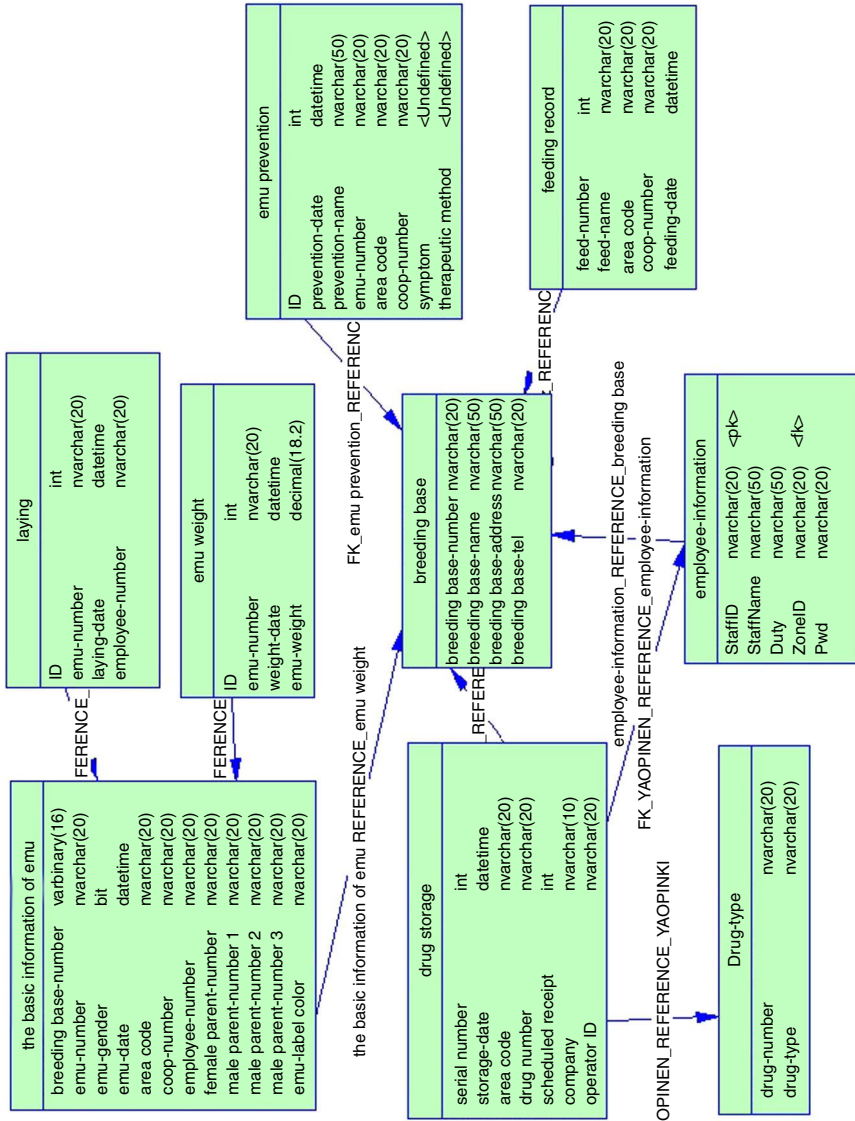 the basic information of emu
breeding base-number varbinary(16)
emu-number nvarchar(20)
emu-gender bit
emu-date datetime
area code nvarchar(20)
coop-number nvarchar(20)
employee-number nvarchar(20)
female parent-number nvarchar(20)
male parent-number 1 nvarchar(20)
male parent-number 2 nvarchar(20)
male parent-number 3 nvarchar(20)
emu-label color nvarchar(20)
FERENCE_
laying
ID int
emu-number nvarchar(20)
laying-date datetime
employee-number nvarchar(20)
FERENCE
emu weight
ID int
emu-number nvarchar(20)
weight-date datetime
emu-weight decimal(18.2)
emu prevention
ID int
prevention-date datetime
prevention-name nvarchar(50)
emu-number nvarchar(20)
area code nvarchar(20)
coop-number nvarchar(20)
symptom <Undefined>
therapeutic method <Undefined>
the basic information of emu REFERENCE_emu weight
FK_emu prevention_REFERENC
breeding base
breeding base-number nvarchar(20)
breeding base-name nvarchar(50)
breeding base-address nvarchar(50)
breeding base-tel nvarchar(20)
_REFERE
_REFERENC
feeding record
feed-number int
feed-name nvarchar(20)
area code nvarchar(20)
coop-number nvarchar(20)
feeding-date datetime
drug storage
serial number int
storage-date datetime
area code nvarchar(20)
drug number nvarchar(20)
scheduled receipt int
company nvarchar(10)
operator ID nvarchar(20)
employee-information_REFERENCE_breeding base
FK_YAOPINEN_REFERENCE_employee-information
OPINEN_REFERENCE_YAOPINKI
Drug-type
drug-number nvarchar(20)
drug-type nvarchar(20)
employee-information
StaffID nvarchar(20) <pk>
StaffName nvarchar(50)
Duty nvarchar(50)
ZoneID nvarchar(20) <fk>
Pwd nvarchar(20)